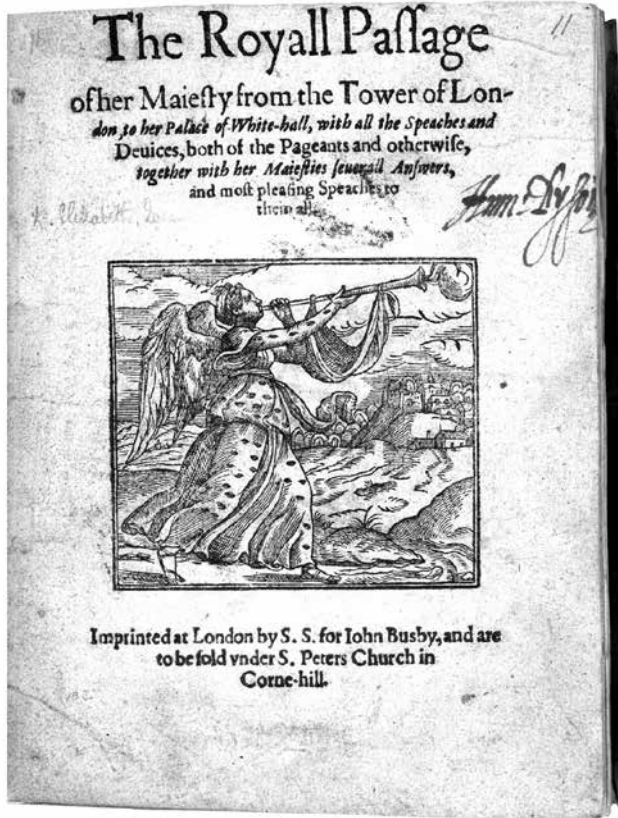 11
The Royall Paſſage
of her Maieſty from the Tower of Lon-
don, to her Palace of White-hall, with all the Speaches and
Deuices, both of the Pageants and otherwiſe,
together with her Maieſties ſeuerall Anſwers,
and moſt pleaſing Speaches to
them all.
K. Elizabeth
Imprinted at London by S. S. for Iohn Busby, and are
to be ſold vnder S. Peters Church in
Corne-hill.